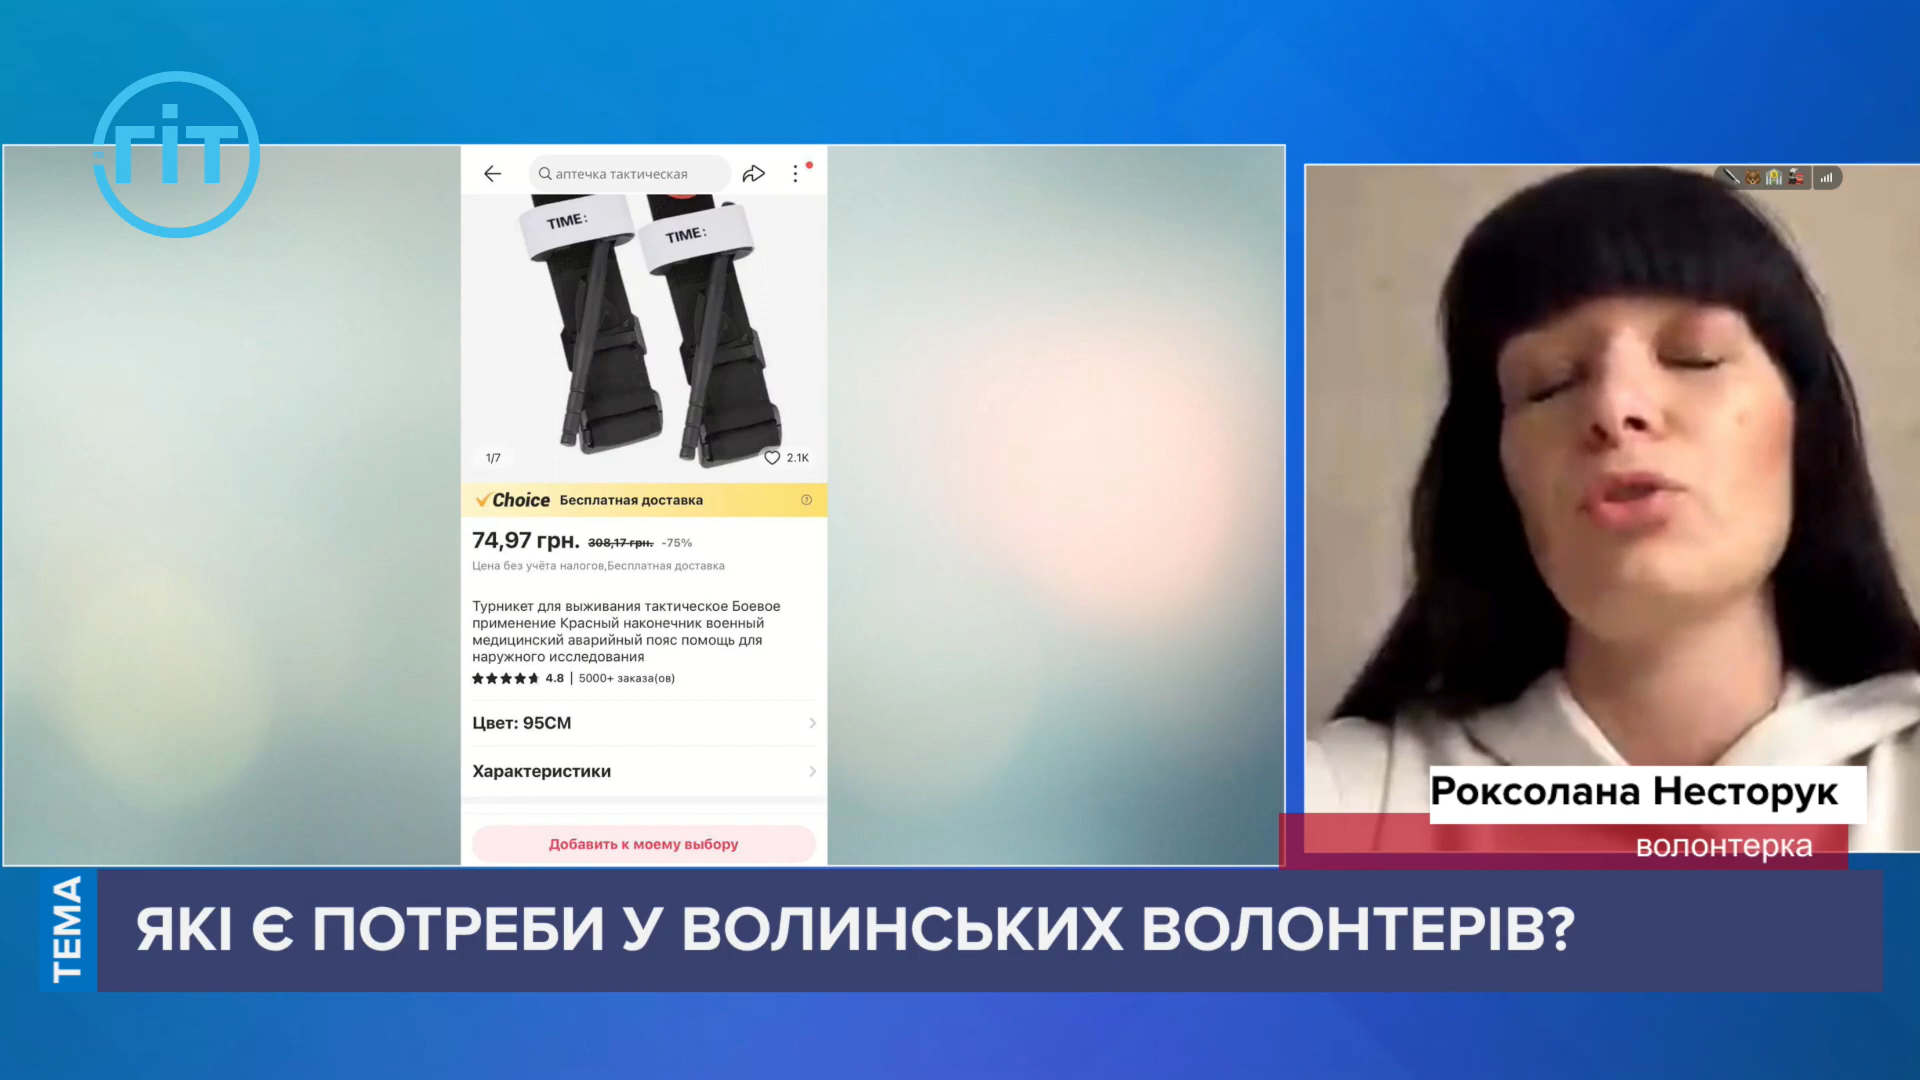 ГІТ
аптечка тактическая
TIME:
TIME:
1/7
2.1K
Choice Бесплатная доставка
74,97 грн. 308,17 грн. -75%
Цена без учёта налогов,Бесплатная доставка
Турникет для выживания тактическое Боевое
применение Красный наконечник военный
медицинский аварийный пояс помощь для
наружного исследования
4.8 | 5000+ заказа(ов)
Цвет: 95СМ
Характеристики
Добавить к моему выбору
Роксолана Несторук
волонтерка
ТЕМА
ЯКІ Є ПОТРЕБИ У ВОЛИНСЬКИХ ВОЛОНТЕРІВ?